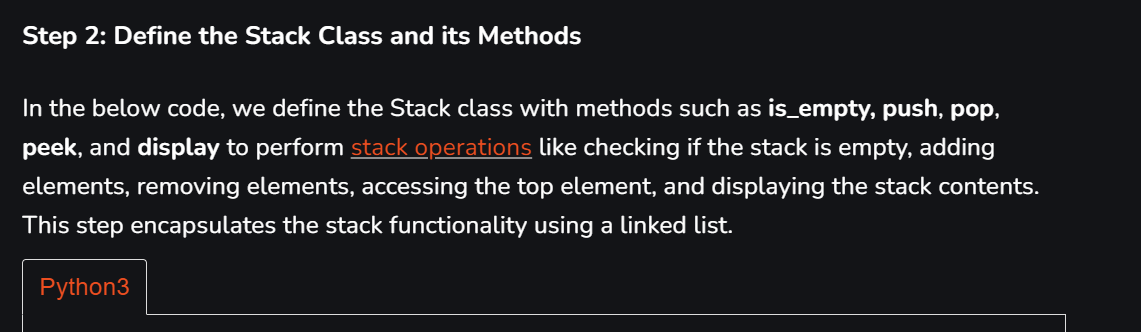 Step 2: Define the Stack Class and its Methods
In the below code, we define the Stack class with methods such as is_empty, push, pop,
peek, and display to perform stack operations like checking if the stack is empty, adding
elements, removing elements, accessing the top element, and displaying the stack contents.
This step encapsulates the stack functionality using a linked list.
Python3